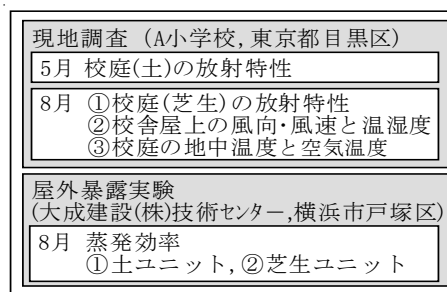 現地調査 (A小学校,東京都目黒区)
5月 校庭(土)の放射特性
8月 ①校庭(芝生)の放射特性
②校舎屋上の風向・風速と温湿度
③校庭の地中温度と空気温度
屋外暴露実験
(大成建設(株)技術センター,横浜市戸塚区)
8月 蒸発効率
①土ユニット,②芝生ユニット